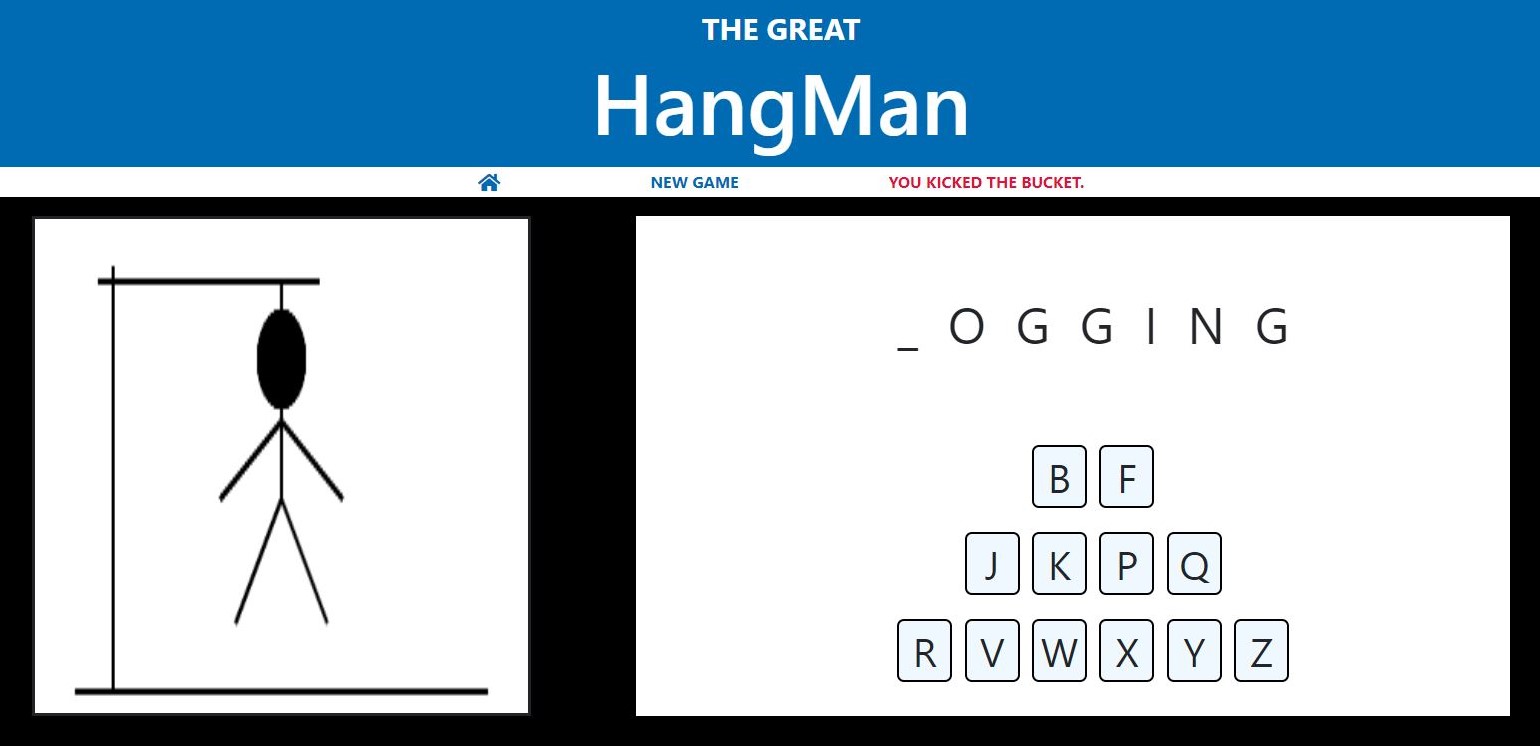 THE GREAT
HangMan
NEW GAME YOU KICKED THE BUCKET.
_ O G G I N G
B F
J K P Q
R V W X Y Z